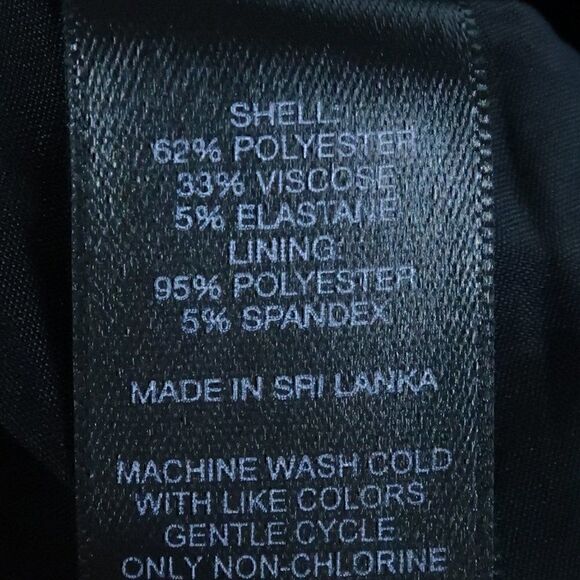 SHELL:
62% POLYESTER
33% VISCOSE
5% ELASTANE
LINING:
95% POLYESTER
5% SPANDEX
MADE IN SRI LANKA
MACHINE WASH COLD
WITH LIKE COLORS.
GENTLE CYCLE.
ONLY NON-CHLORINE